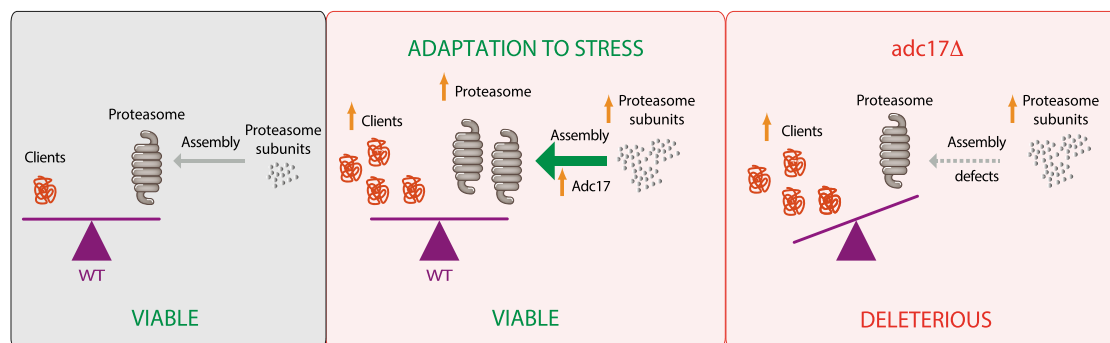 Proteasome
Assembly
Proteasome
subunits
Clients
WT
VIABLE
ADAPTATION TO STRESS
Proteasome
Clients
Proteasome
subunits
Assembly
Adc17
WT
VIABLE
adc17Δ
Proteasome
Clients
Proteasome
subunits
Assembly
defects
DELETERIOUS